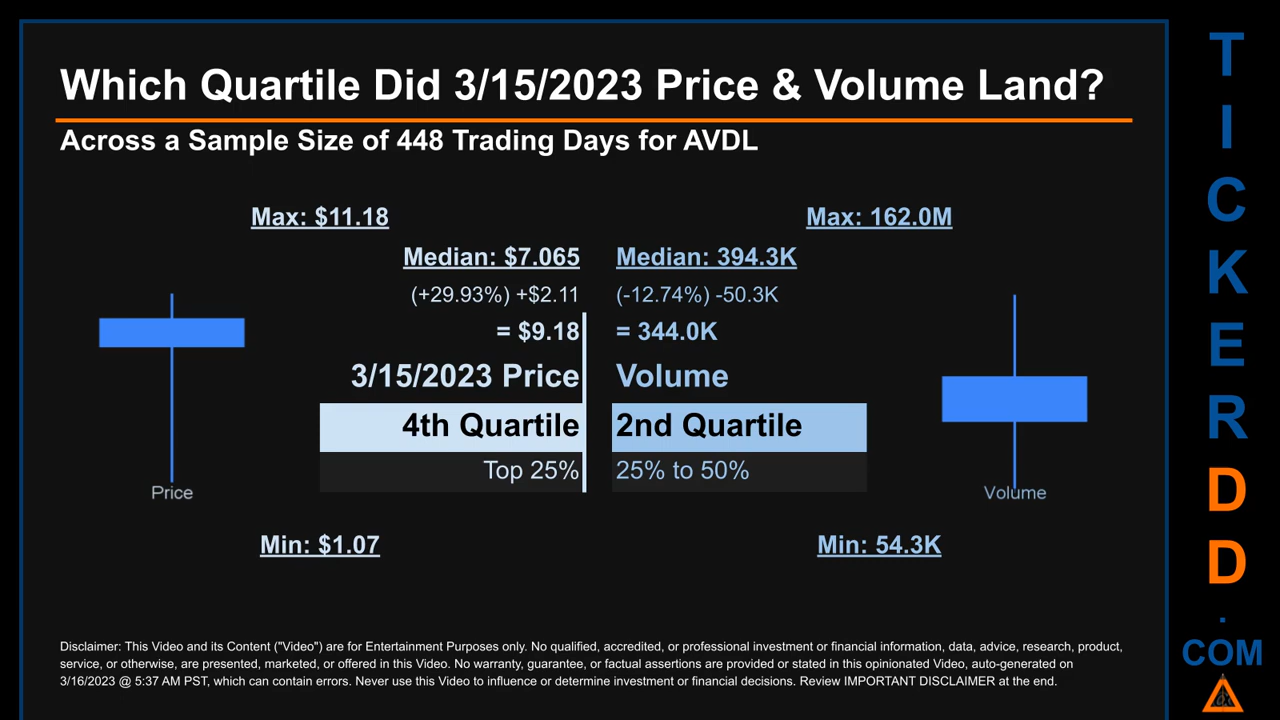 Which Quartile Did 3/15/2023 Price & Volume Land?
Across a Sample Size of 448 Trading Days for AVDL
Max: $11.18
Median: $7.065
(+29.93%) +$2.11
= $9.18
3/15/2023 Price
4th Quartile
Top 25%
Price
Min: $1.07
Max: 162.0M
Median: 394.3K
(-12.74%) -50.3K
= 344.0K
Volume
2nd Quartile
25% to 50%
Volume
Min: 54.3K
Disclaimer: This Video and its Content ("Video") are for Entertainment Purposes only. No qualified, accredited, or professional investment or financial information, data, advice, research, product,
service, or otherwise, are presented, marketed, or offered in this Video. No warranty, guarantee, or factual assertions are provided or stated in this opinionated Video, auto-generated on
3/16/2023 @ 5:37 AM PST, which can contain errors. Never use this Video to influence or determine investment or financial decisions. Review IMPORTANT DISCLAIMER at the end.
T
I
C
K
E
R
D
D
.
COM